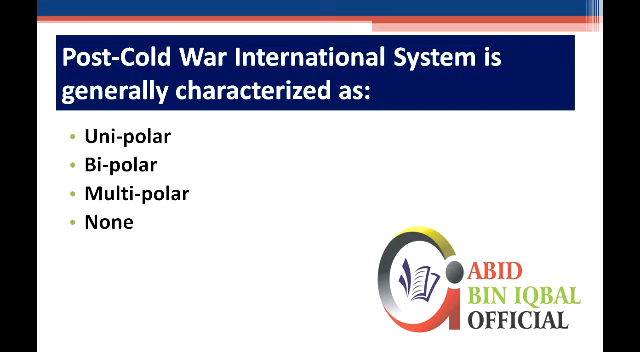 Post-Cold War International System is
generally characterized as:
• Uni-polar
• Bi-polar
• Multi-polar
• None
ABID
BIN IQBAL
OFFICIAL